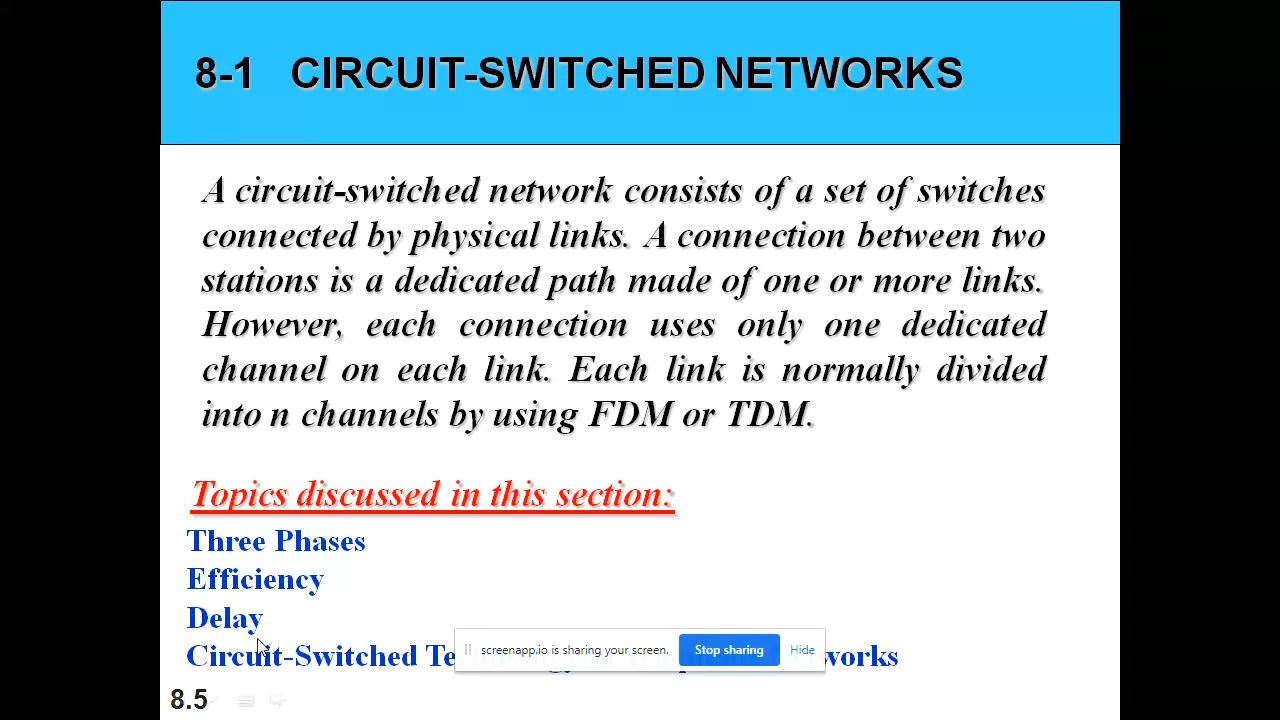 8-1 CIRCUIT-SWITCHED NETWORKS
A circuit-switched network consists of a set of switches
connected by physical links. A connection between two
stations is a dedicated path made of one or more links.
However, each connection uses only one dedicated
channel on each link. Each link is normally divided
into n channels by using FDM or TDM.
Topics discussed in this section:
Three Phases
Efficiency
Delay
Circuit-Switched
screenapp.io is sharing your screen. Stop sharing Hide
8.5